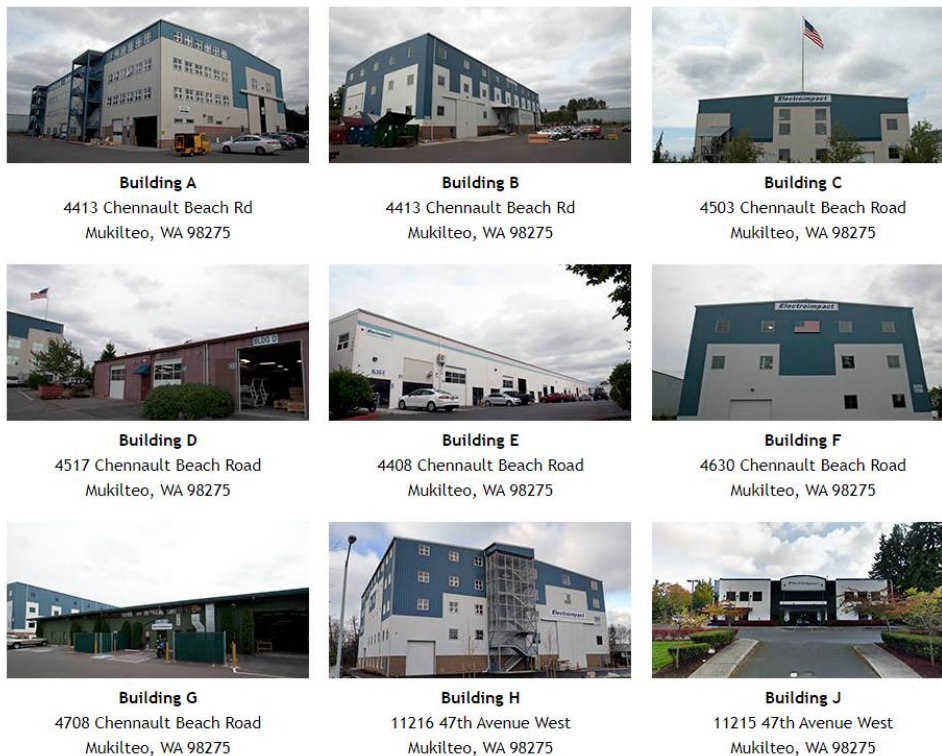 Electroimpact
Building A
4413 Chennault Beach Rd
Mukilteo, WA 98275
Building B
4413 Chennault Beach Rd
Mukilteo, WA 98275
Building C
4503 Chennault Beach Road
Mukilteo, WA 98275
BLDG D
Electroimpact
BLDG E
Electroimpact
Building D
4517 Chennault Beach Road
Mukilteo, WA 98275
Building E
4408 Chennault Beach Road
Mukilteo, WA 98275
Building F
4630 Chennault Beach Road
Mukilteo, WA 98275
Electroimpact
Electroimpact
Building G
4708 Chennault Beach Road
Mukilteo, WA 98275
Building H
11216 47th Avenue West
Mukilteo, WA 98275
Building J
11215 47th Avenue West
Mukilteo, WA 98275